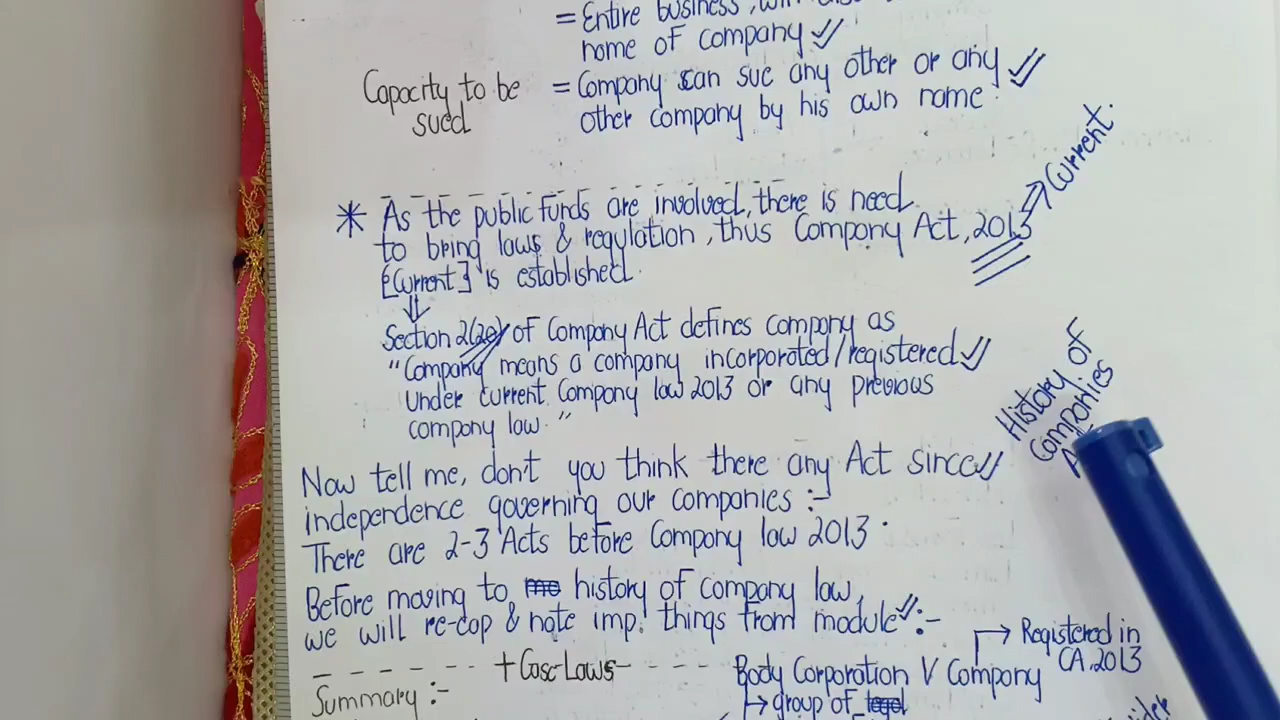 = Entire business, will
name of company
Capacity to be
sued
= Company can sue any other or any
other company by his own name
* As the public funds are involved, there is need
to bring laws & regulation, thus Company Act, 2013
Current.
[Current] is established.
Section 2(20) of Company Act defines company as
"Company means a company incorporated/registered
under current Company law 2013 or any previous
company law."
History of
Companies
Now tell me, don't you think there any Act since
independence governing our companies :-
There are 2-3 Acts before Company law 2013.
Before moving to history of company law,
we will re-cap & note imp. things from module :-
+ Case Laws
Summary :-
Body Corporation V Company
Registered in
CA, 2013
group of